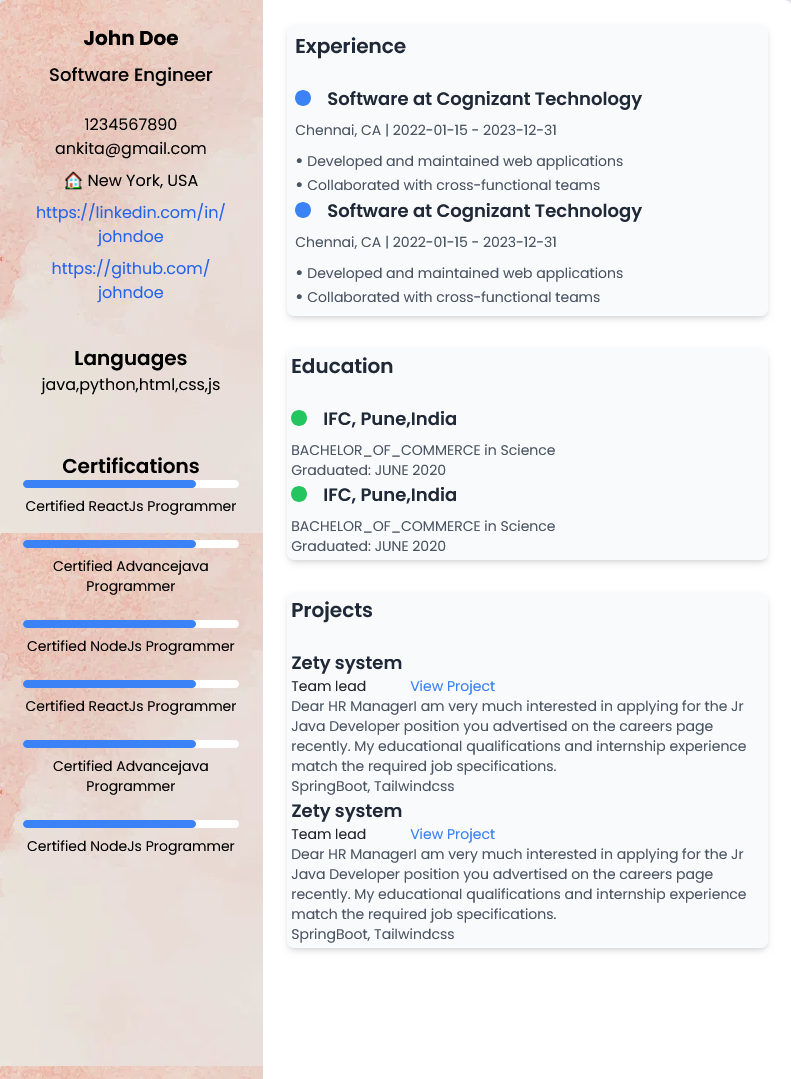 John Doe
Software Engineer
1234567890
ankita@gmail.com
🏠 New York, USA
https://linkedin.com/in/
johndoe
https://github.com/
johndoe
Languages
java,python,html,css,js
Certifications
Certified ReactJs Programmer
Certified Advancejava
Programmer
Certified NodeJs Programmer
Certified ReactJs Programmer
Certified Advancejava
Programmer
Certified NodeJs Programmer
Experience
Software at Cognizant Technology
Chennai, CA | 2022-01-15 - 2023-12-31
• Developed and maintained web applications
• Collaborated with cross-functional teams
Software at Cognizant Technology
Chennai, CA | 2022-01-15 - 2023-12-31
• Developed and maintained web applications
• Collaborated with cross-functional teams
Education
IFC, Pune,India
BACHELOR_OF_COMMERCE in Science
Graduated: JUNE 2020
IFC, Pune,India
BACHELOR_OF_COMMERCE in Science
Graduated: JUNE 2020
Projects
Zety system
Team lead View Project
Dear HR ManagerI am very much interested in applying for the Jr
Java Developer position you advertised on the careers page
recently. My educational qualifications and internship experience
match the required job specifications.
SpringBoot, Tailwindcss
Zety system
Team lead View Project
Dear HR ManagerI am very much interested in applying for the Jr
Java Developer position you advertised on the careers page
recently. My educational qualifications and internship experience
match the required job specifications.
SpringBoot, Tailwindcss